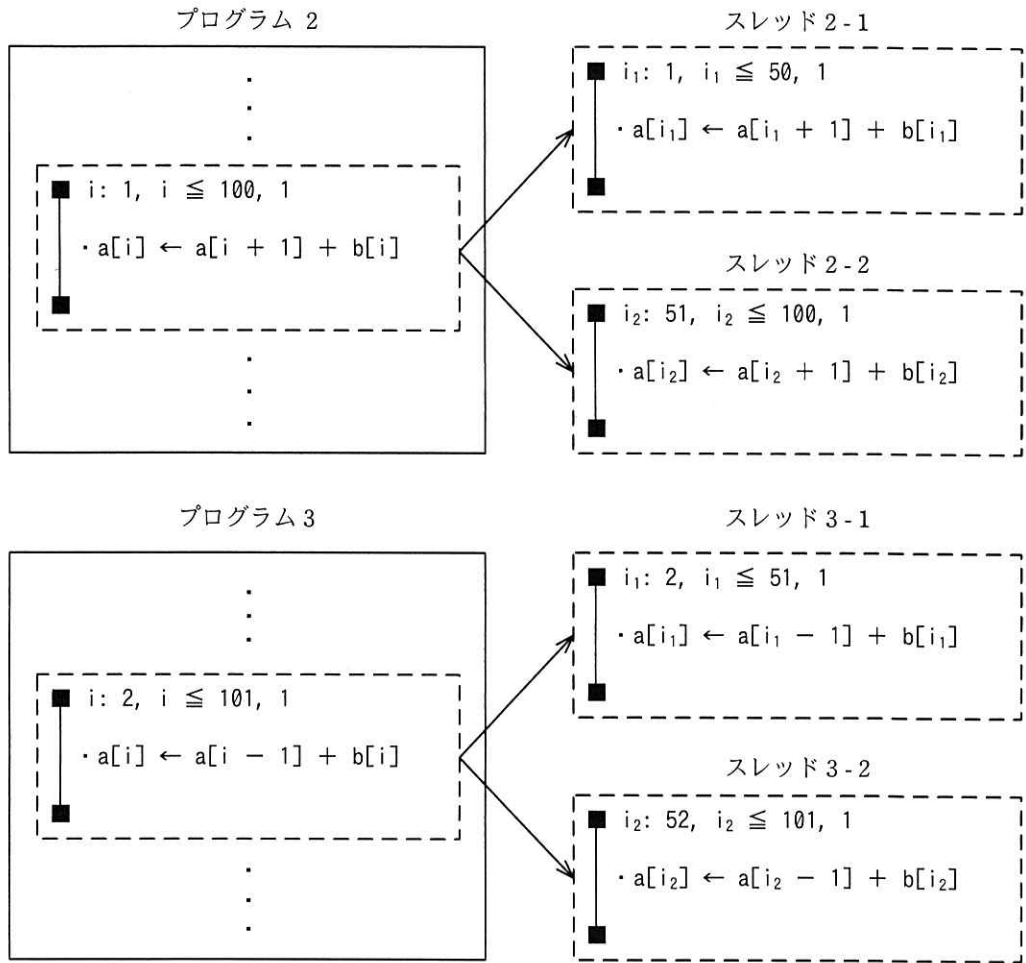 プログラム 2
i: 1, i ≦ 100, 1
・a[i] ← a[i + 1] + b[i]
スレッド 2-1
i₁: 1, i₁ ≦ 50, 1
・a[i₁] ← a[i₁ + 1] + b[i₁]
スレッド 2-2
i₂: 51, i₂ ≦ 100, 1
・a[i₂] ← a[i₂ + 1] + b[i₂]
プログラム 3
i: 2, i ≦ 101, 1
・a[i] ← a[i − 1] + b[i]
スレッド 3-1
i₁: 2, i₁ ≦ 51, 1
・a[i₁] ← a[i₁ − 1] + b[i₁]
スレッド 3-2
i₂: 52, i₂ ≦ 101, 1
・a[i₂] ← a[i₂ − 1] + b[i₂]